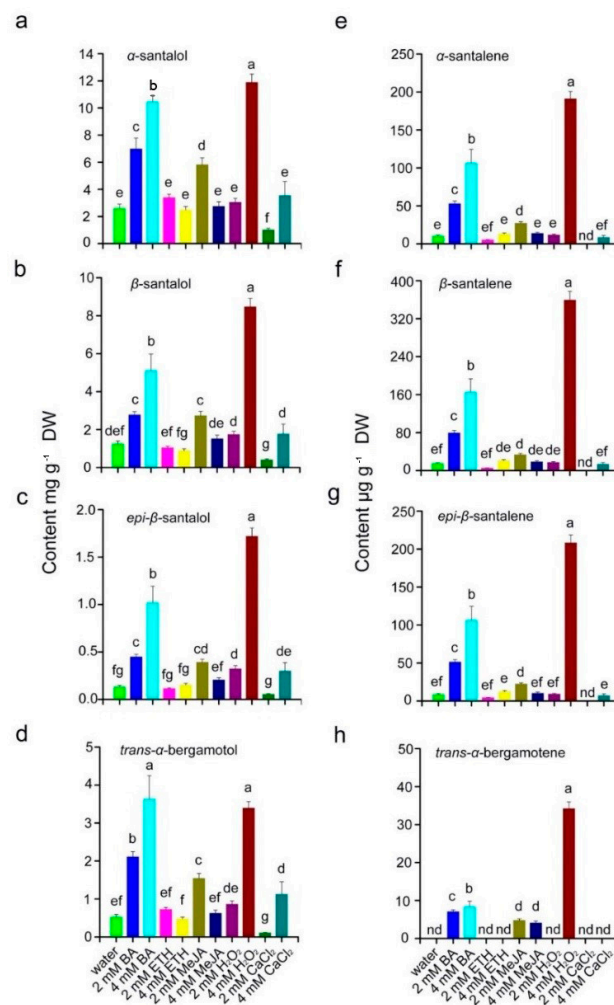 a
α-santalol
14
12
10
8
6
4
2
0
e c b e e d e e a f e
b
β-santalol
10
8
6
4
2
0
def c b ef fg c de d a g d
c
epi-β-santalol
2.0
1.5
1.0
0.5
0.0
fg c b fg fg cd ef d a g de
d
trans-α-bergamotol
5
4
3
2
1
0
ef b a ef f c ef de a g d
Content mg g⁻¹ DW
water
2 mM BA
4 mM BA
2 mM ETH
4 mM ETH
2 mM MeJA
4 mM MeJA
2 mM H₂O₂
4 mM H₂O₂
2 mM CaCl₂
4 mM CaCl₂
e
α-santalene
250
200
150
100
50
0
e c b ef e d e e a nd ef
f
β-santalene
400
320
240
160
80
0
ef c b ef de d de de a nd ef
g
epi-β-santalene
250
200
150
100
50
0
ef c b ef e d ef ef a nd e
h
trans-α-bergamotene
50
40
30
20
10
0
nd c b nd nd d d nd a nd nd
Content µg g⁻¹ DW
water
2 mM BA
4 mM BA
2 mM ETH
4 mM ETH
2 mM MeJA
4 mM MeJA
2 mM H₂O₂
4 mM H₂O₂
2 mM CaCl₂
4 mM CaCl₂